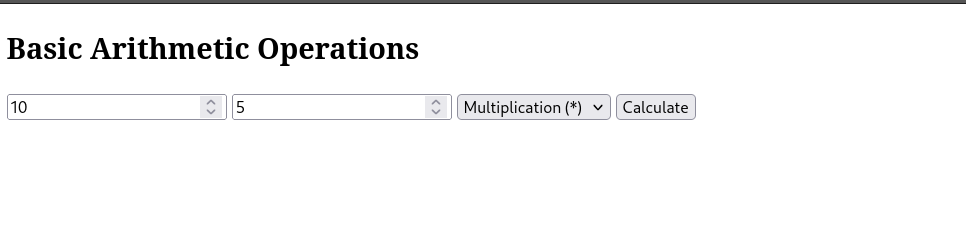 Basic Arithmetic Operations
10 5 Multiplication (*) Calculate